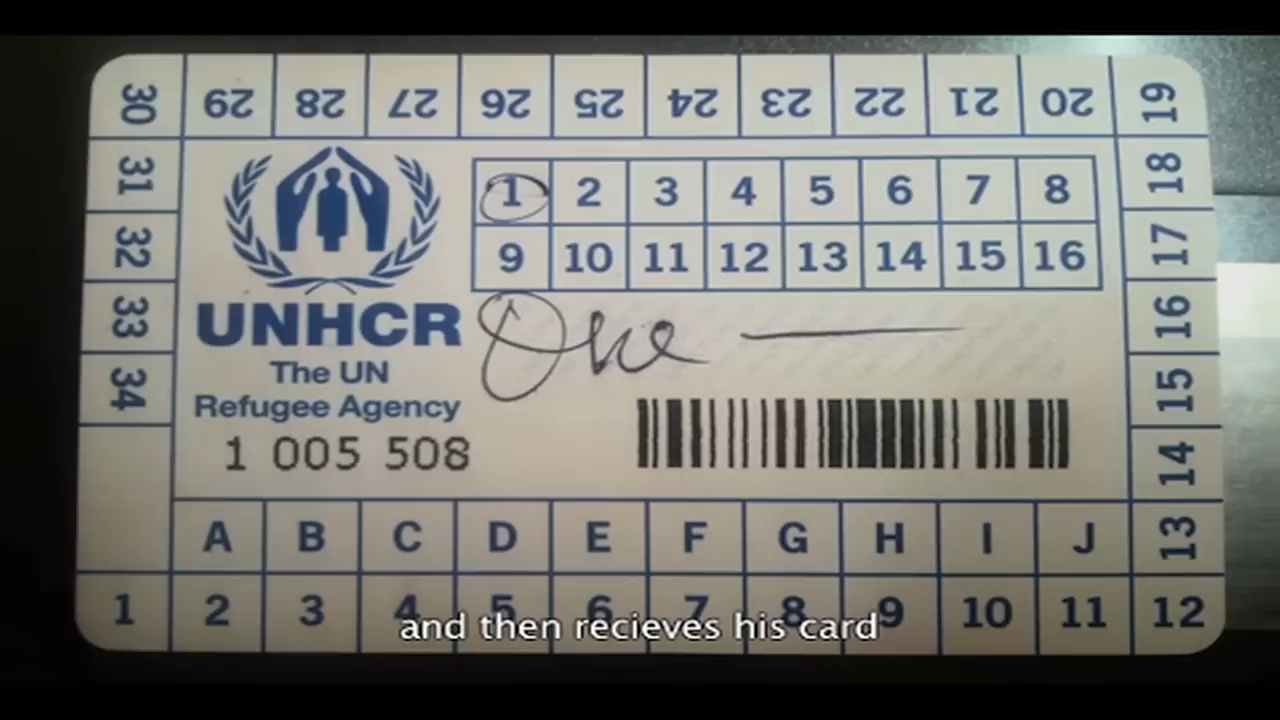 30 29 28 27 26 25 24 23 22 21 20 19
31
32
33
34
18
17
16
15
14
13
1 2 3 4 5 6 7 8
9 10 11 12 13 14 15 16
UNHCR
The UN
Refugee Agency
1 005 508
One
A B C D E F G H I J
1 2 3 4 5 6 7 8 9 10 11 12
and then recieves his card